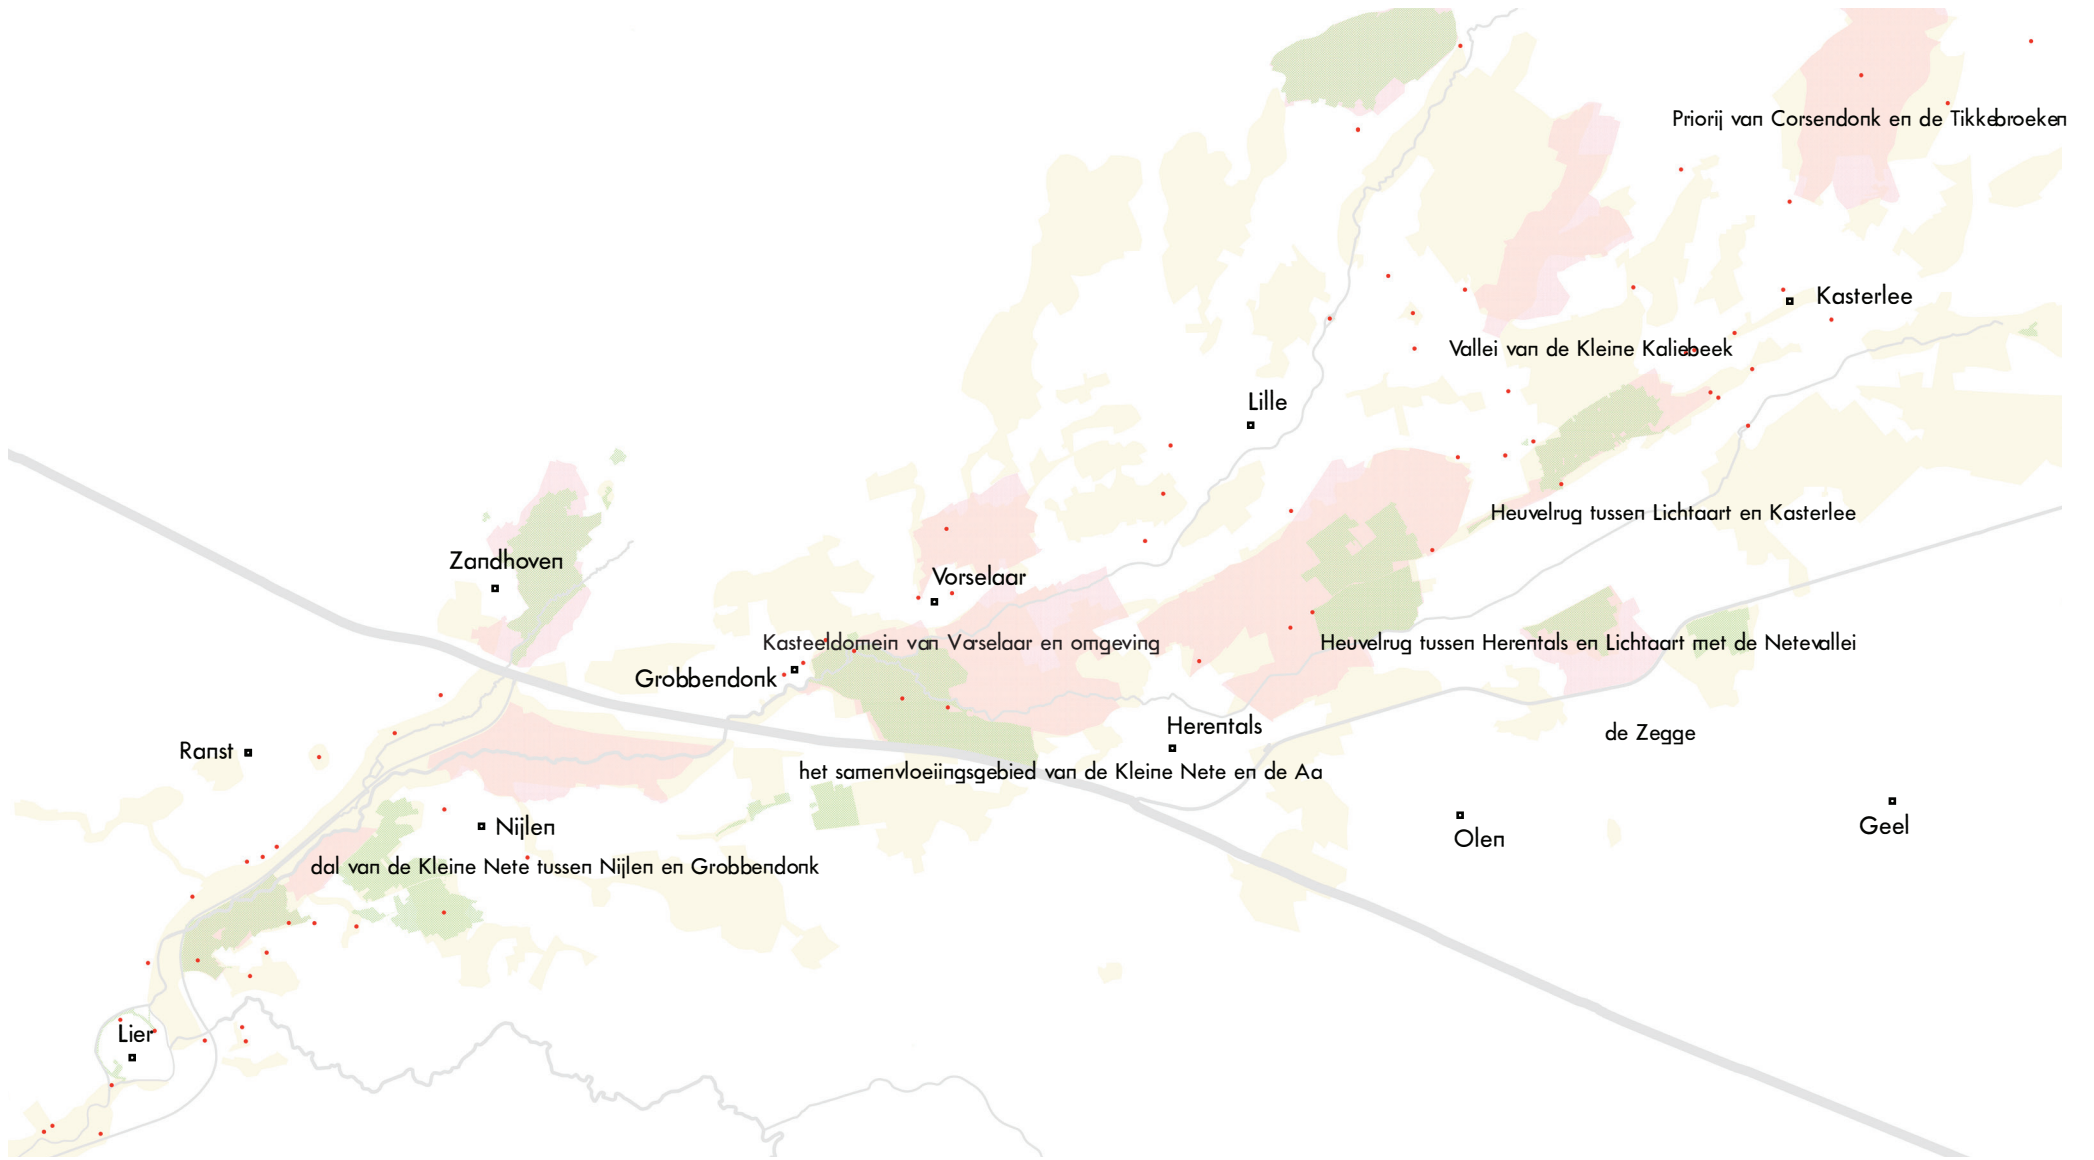 Priorij van Corsendonk en de Tikkebroeken
Kasterlee
Vallei van de Kleine Kaliebeek
Lille
Heuvelrug tussen Lichtaart en Kasterlee
Zandhoven
Vorselaar
Kasteeldomein van Vorselaar en omgeving
Heuvelrug tussen Herentals en Lichtaart met de Netevallei
Grobbendonk
Herentals
de Zegge
Ranst
het samenvloeiingsgebied van de Kleine Nete en de Aa
Nijlen
Geel
Olen
dal van de Kleine Nete tussen Nijlen en Grobbendonk
Lier